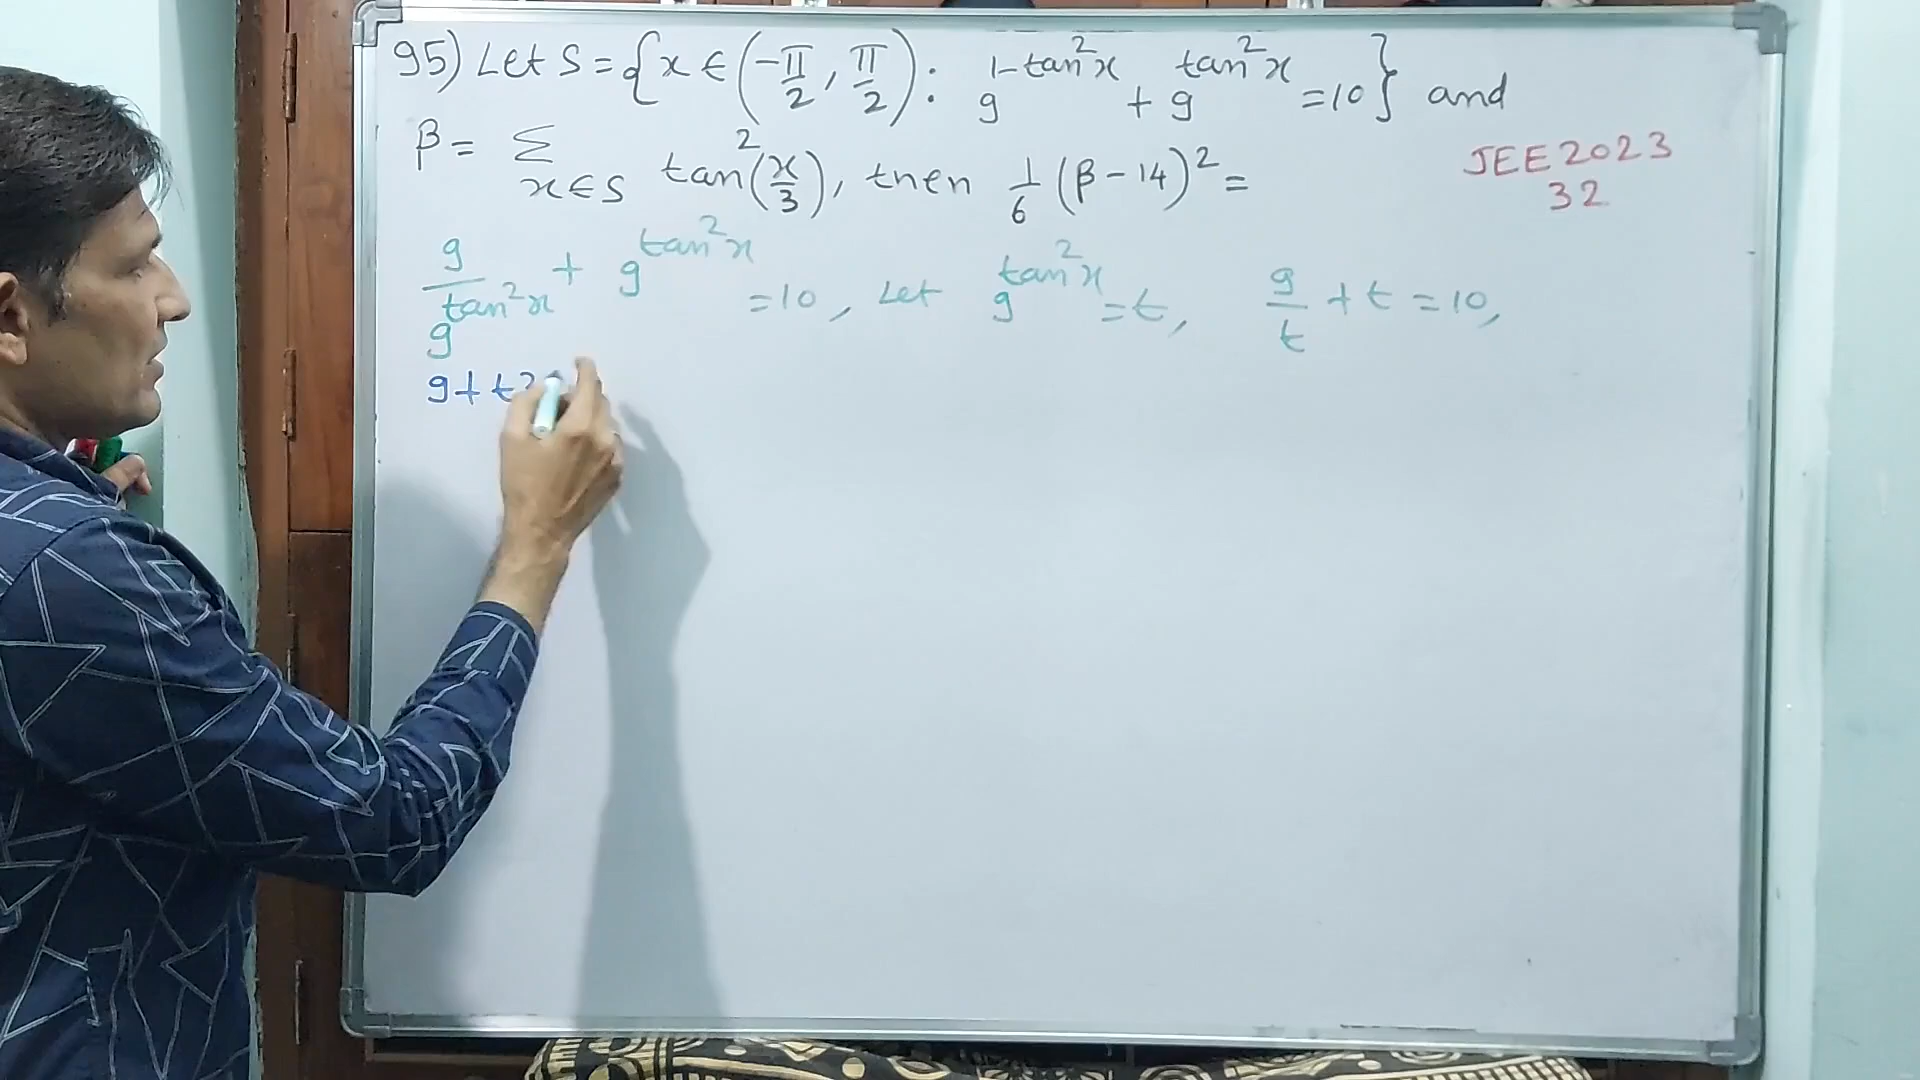 95) Let S = {x ∈ (-π/2, π/2) : 9^(1-tan²x) + 9^(tan²x) = 10} and
β = Σ_(x∈S) tan²(x/3), then 1/6 (β - 14)² =
JEE 2023
32
9/9^(tan²x) + 9^(tan²x) = 10, Let 9^(tan²x) = t, 9/t + t = 10,
9 + t²